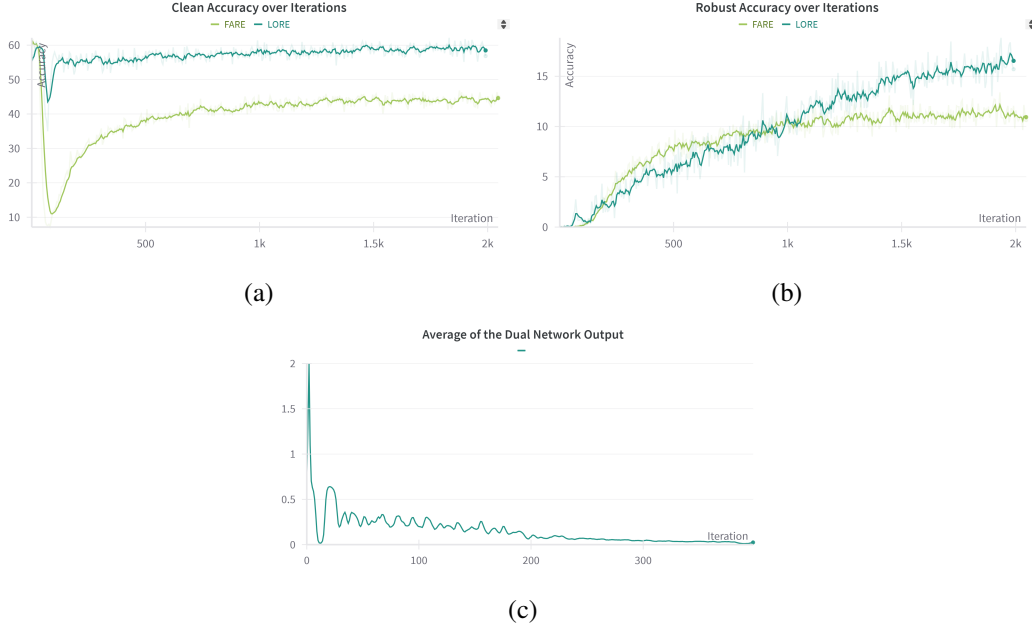 Clean Accuracy over Iterations
FARE LORE
Accuracy
60
50
40
30
20
10
Iteration
500 1k 1.5k 2k
(a)
Robust Accuracy over Iterations
FARE LORE
Accuracy
15
10
5
0
Iteration
500 1k 1.5k 2k
(b)
Average of the Dual Network Output
2
1.5
1
0.5
0
Iteration
0 100 200 300
(c)